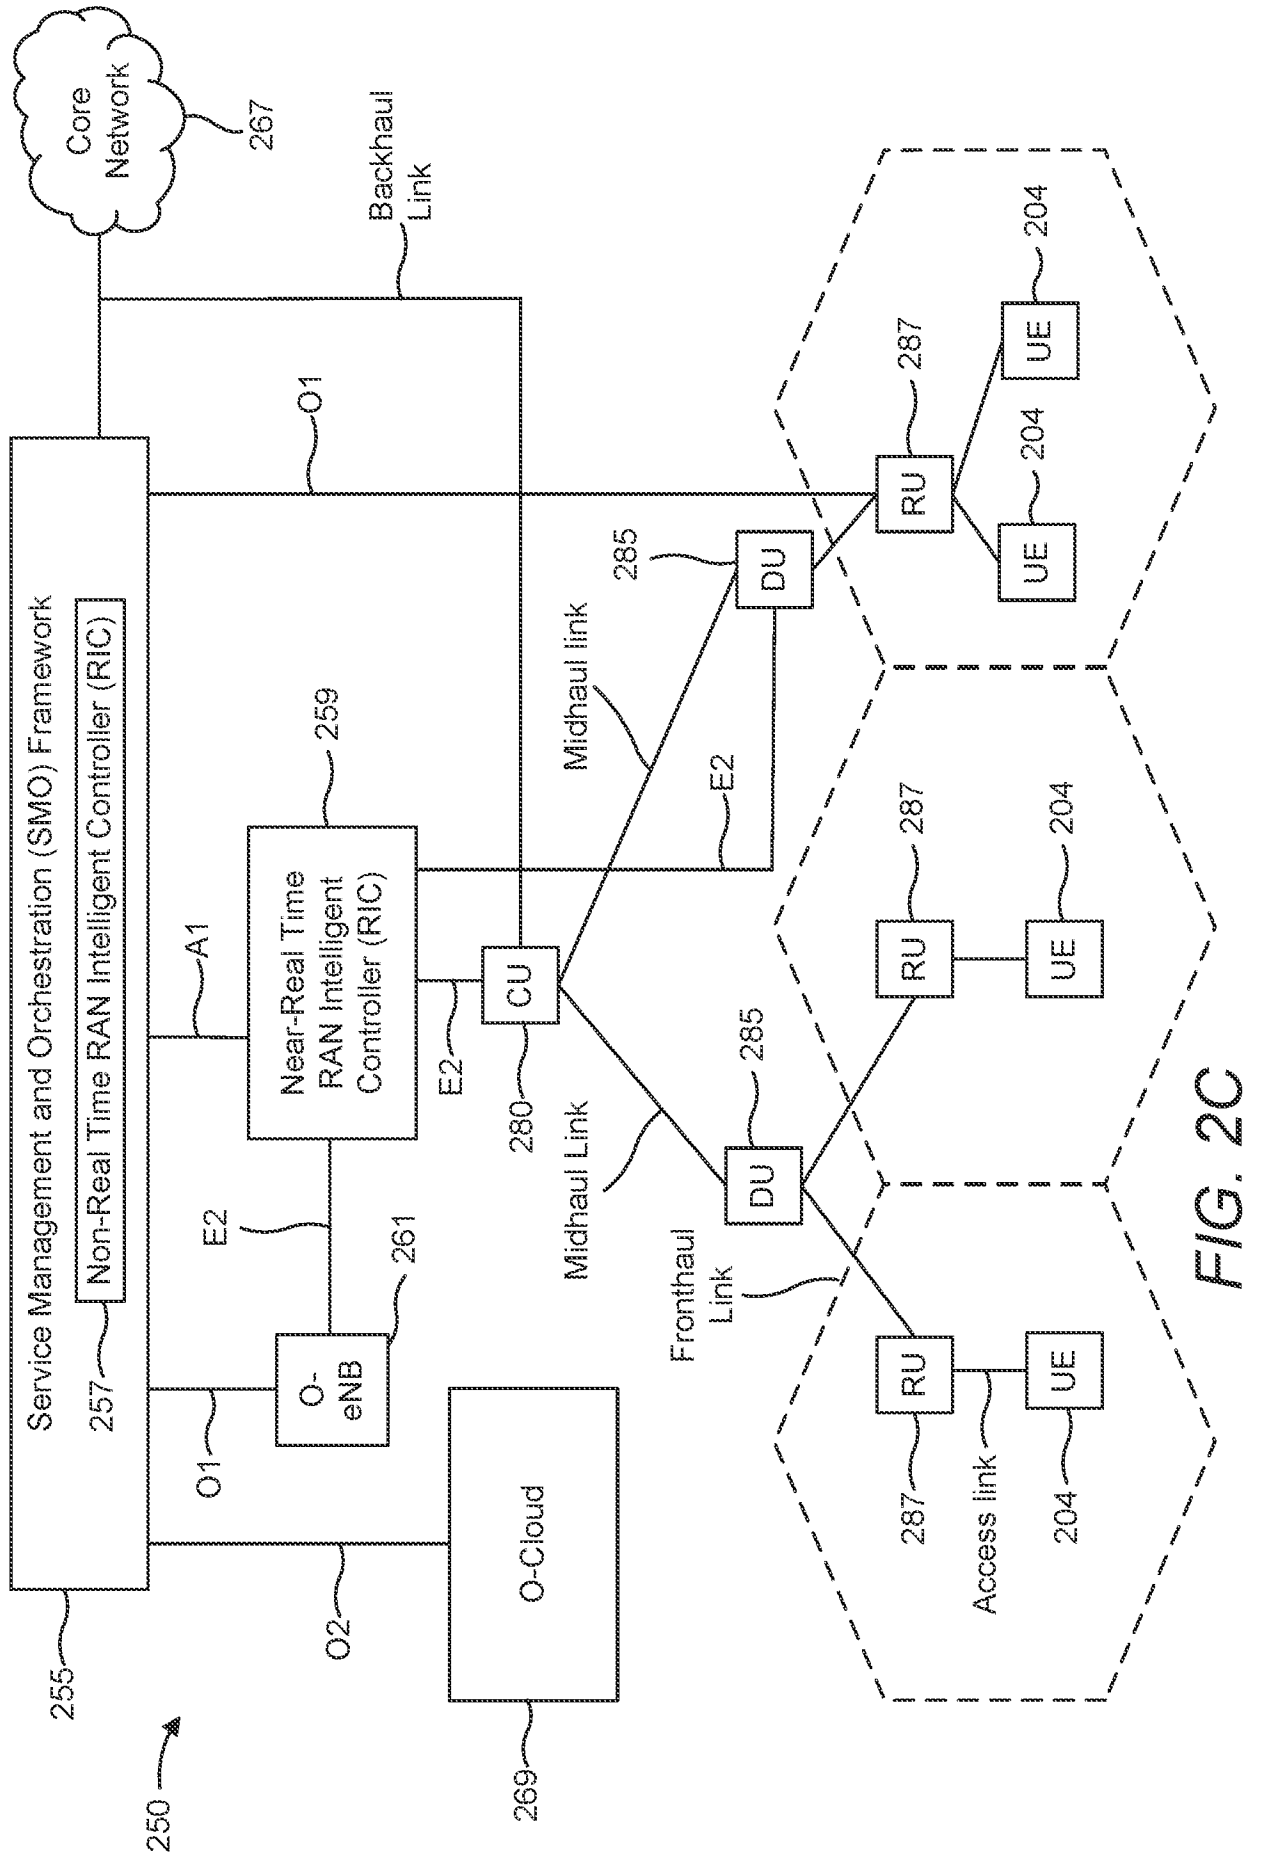 250
255
Service Management and Orchestration (SMO) Framework
257
Non-Real Time RAN Intelligent Controller (RIC)
Core
Network
267
O2
O1
A1
O1
Backhaul
Link
O-
eNB
261
E2
Near-Real Time
RAN Intelligent
Controller (RIC)
259
O-Cloud
269
E2
CU
280
Midhaul Link
Midhaul link
E2
DU
285
DU
285
Fronthaul
Link
RU
287
RU
287
RU
287
Access link
UE
204
UE
204
UE
204
UE
204
FIG. 2C